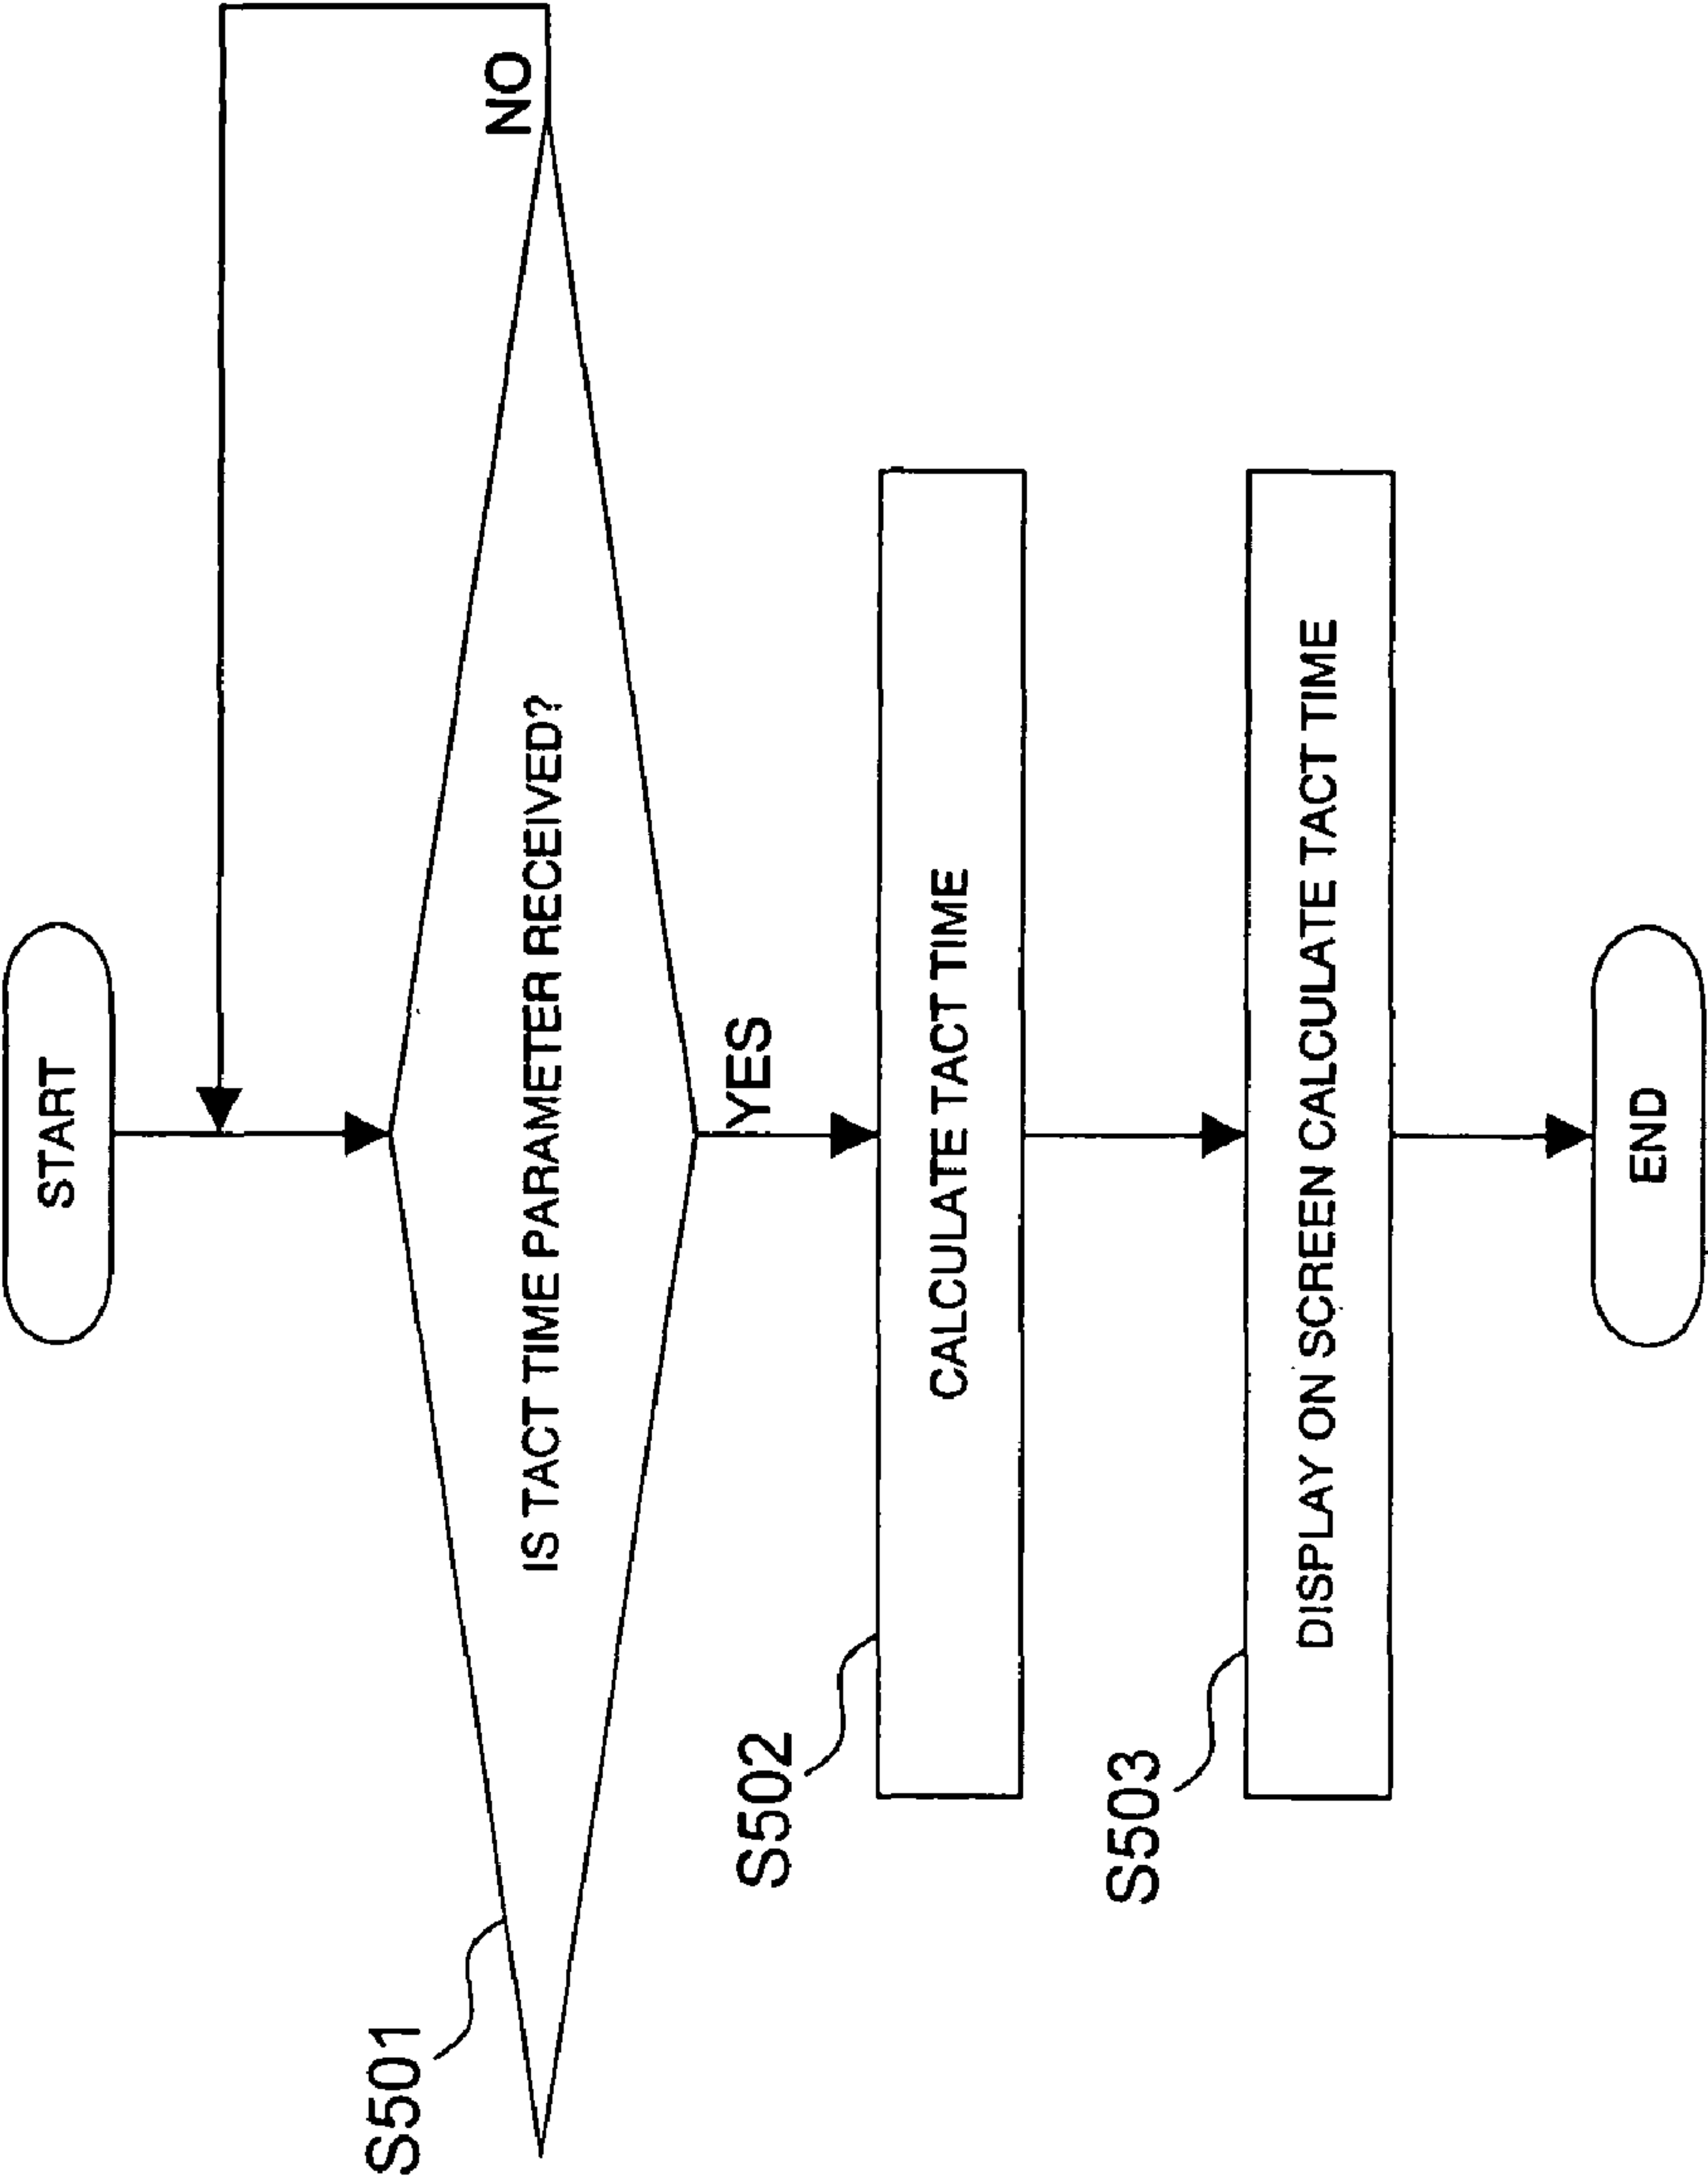 START
S501
IS TACT TIME PARAMETER RECEIVED?
NO
YES
S502
CALCULATE TACT TIME
S503
DISPLAY ON SCREEN CALCULATE TACT TIME
END